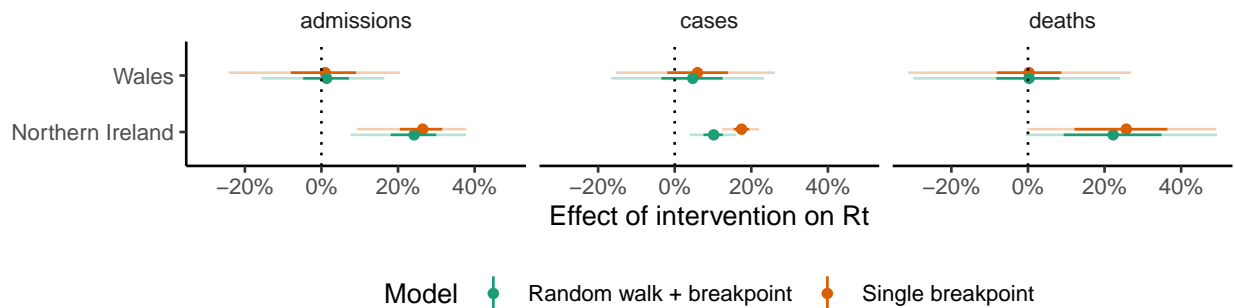 admissions cases deaths
Wales
Northern Ireland
−20% 0% 20% 40% −20% 0% 20% 40% −20% 0% 20% 40%
Effect of intervention on Rt
Model Random walk + breakpoint Single breakpoint